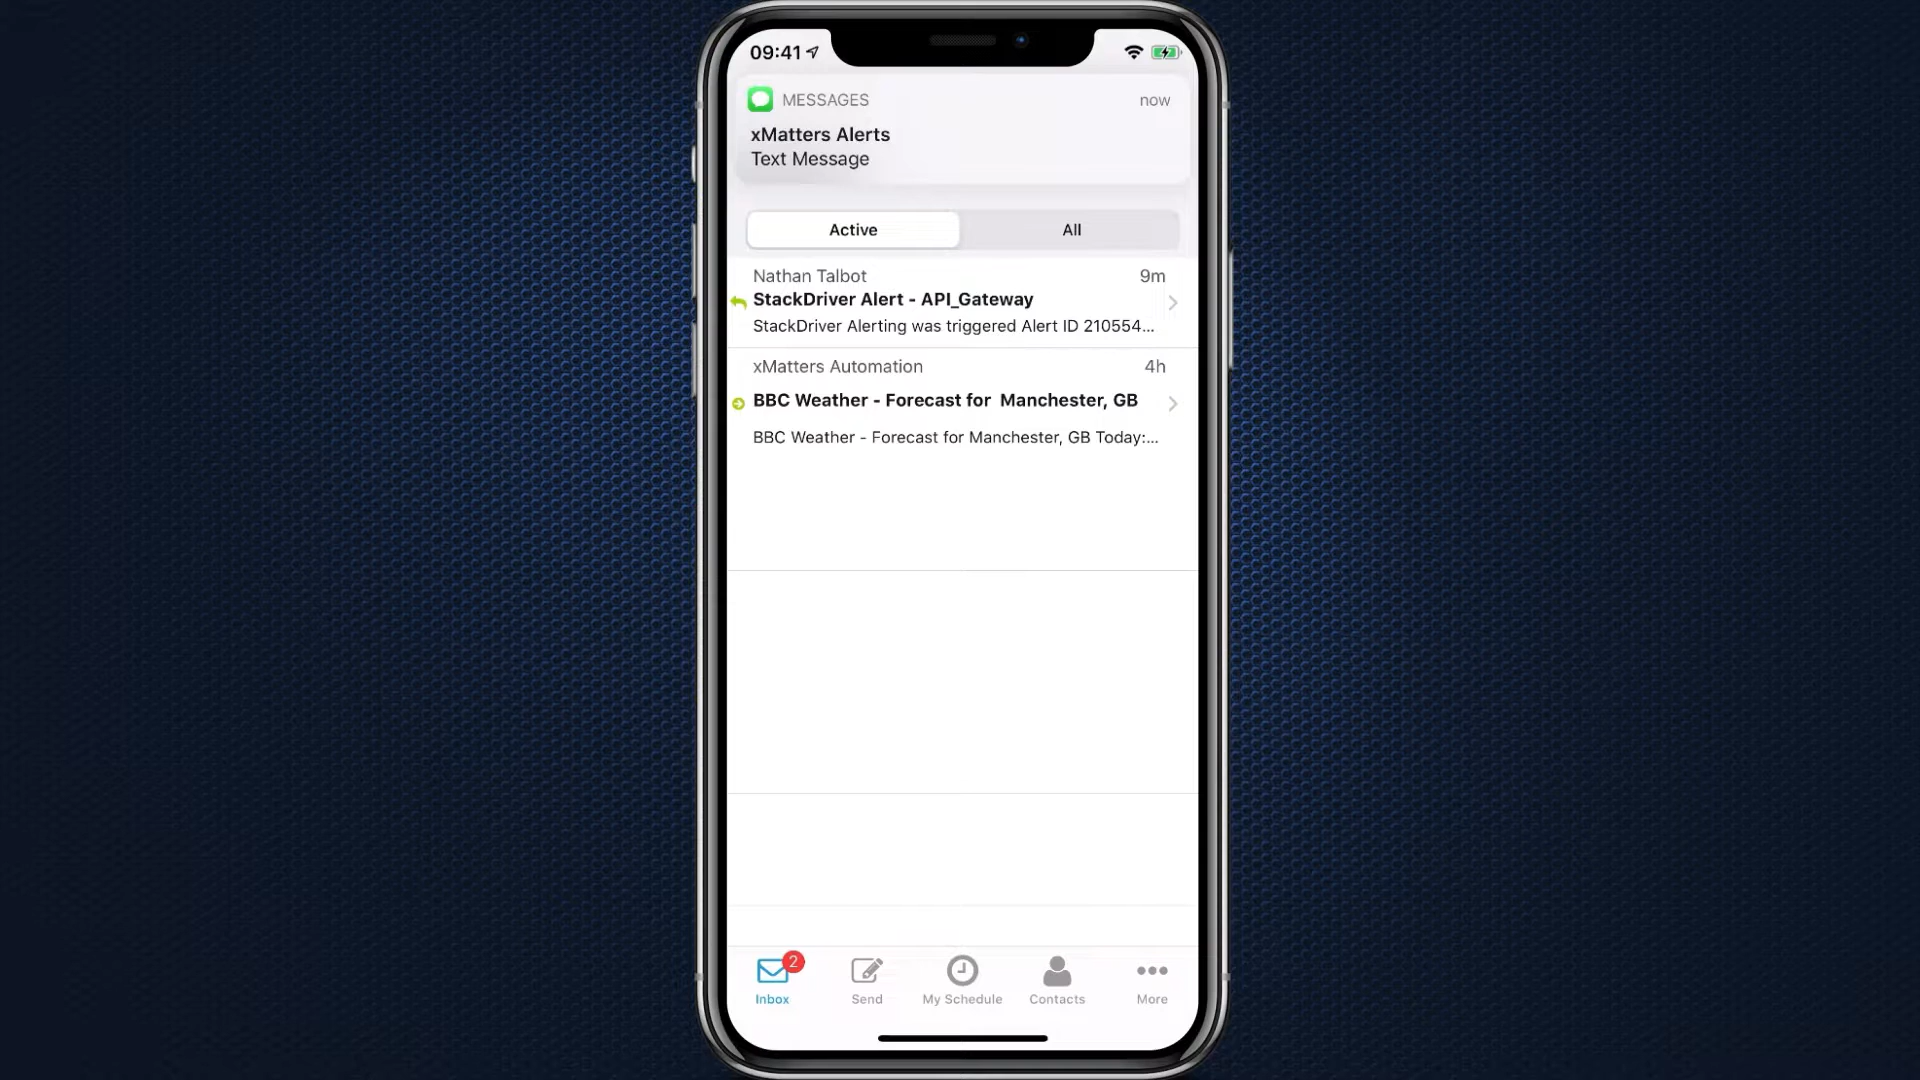 09:41
MESSAGES now
xMatters Alerts
Text Message
Active All
Nathan Talbot 9m
StackDriver Alert - API_Gateway
StackDriver Alerting was triggered Alert ID 210554...
xMatters Automation 4h
BBC Weather - Forecast for Manchester, GB
BBC Weather - Forecast for Manchester, GB Today:...
2
Inbox Send My Schedule Contacts More